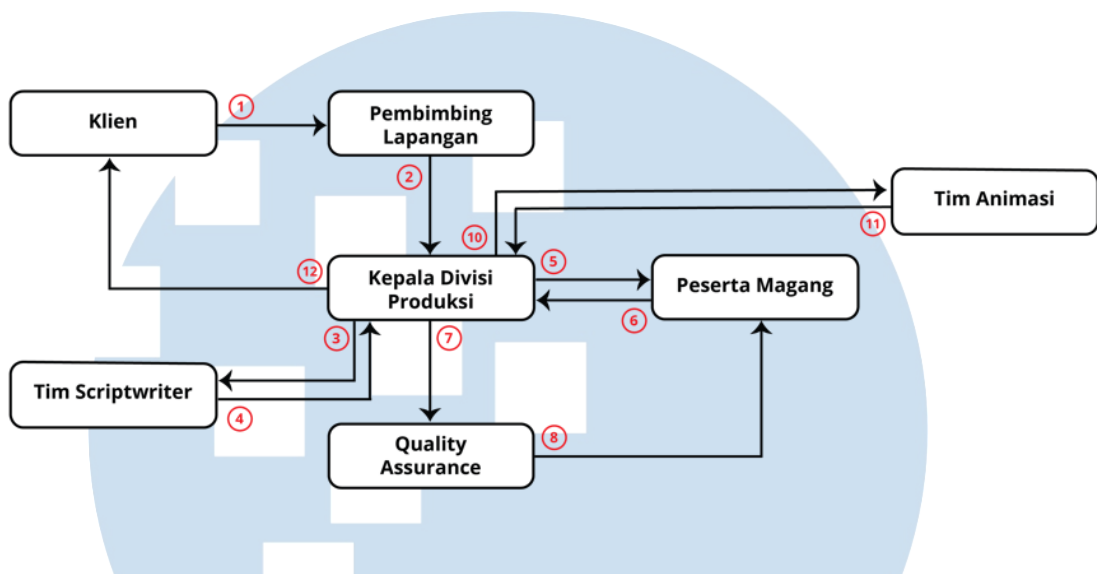 Klien
1
Pembimbing
Lapangan
2
Tim Animasi
10
11
12
Kepala Divisi
Produksi
5
Peserta Magang
6
3
7
Tim Scriptwriter
4
Quality
Assurance
8